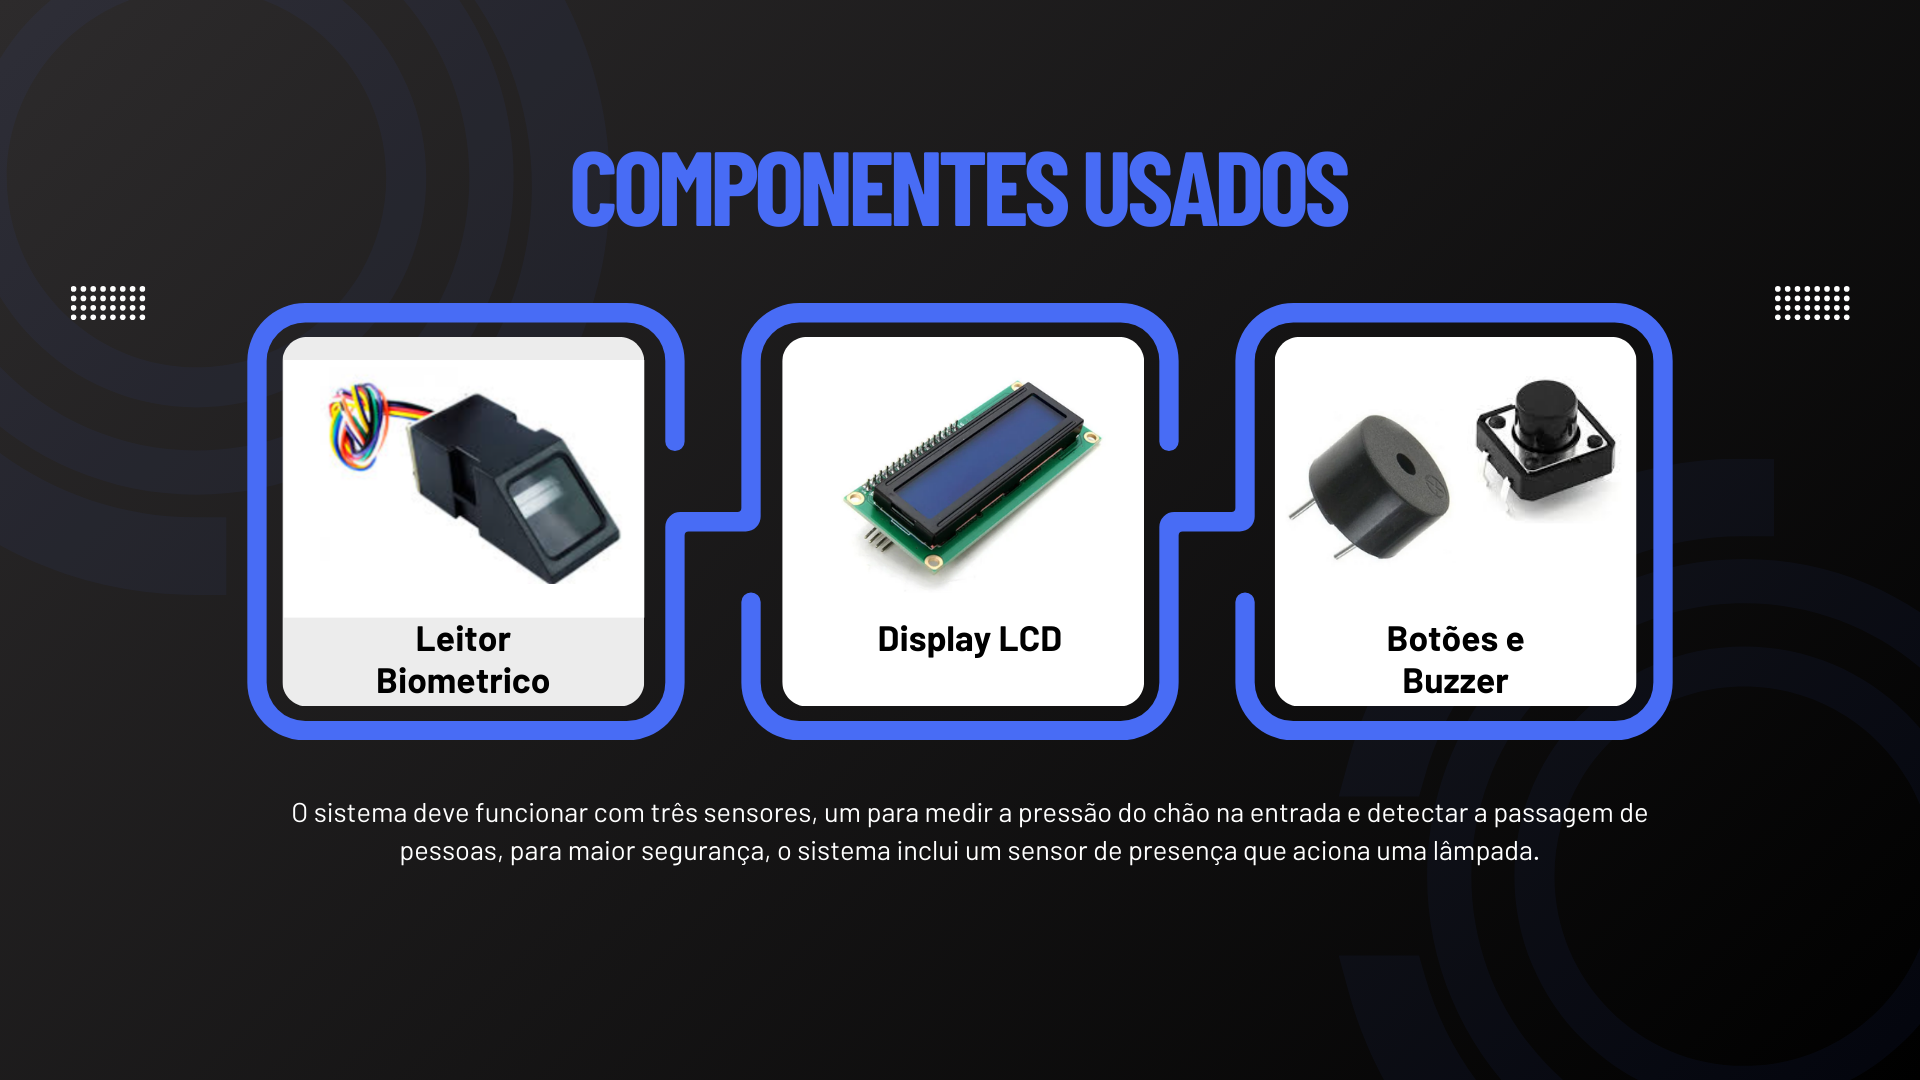 COMPONENTES USADOS
Leitor
Biometrico
Display LCD
Botões e
Buzzer
O sistema deve funcionar com três sensores, um para medir a pressão do chão na entrada e detectar a passagem de
pessoas, para maior segurança, o sistema inclui um sensor de presença que aciona uma lâmpada.